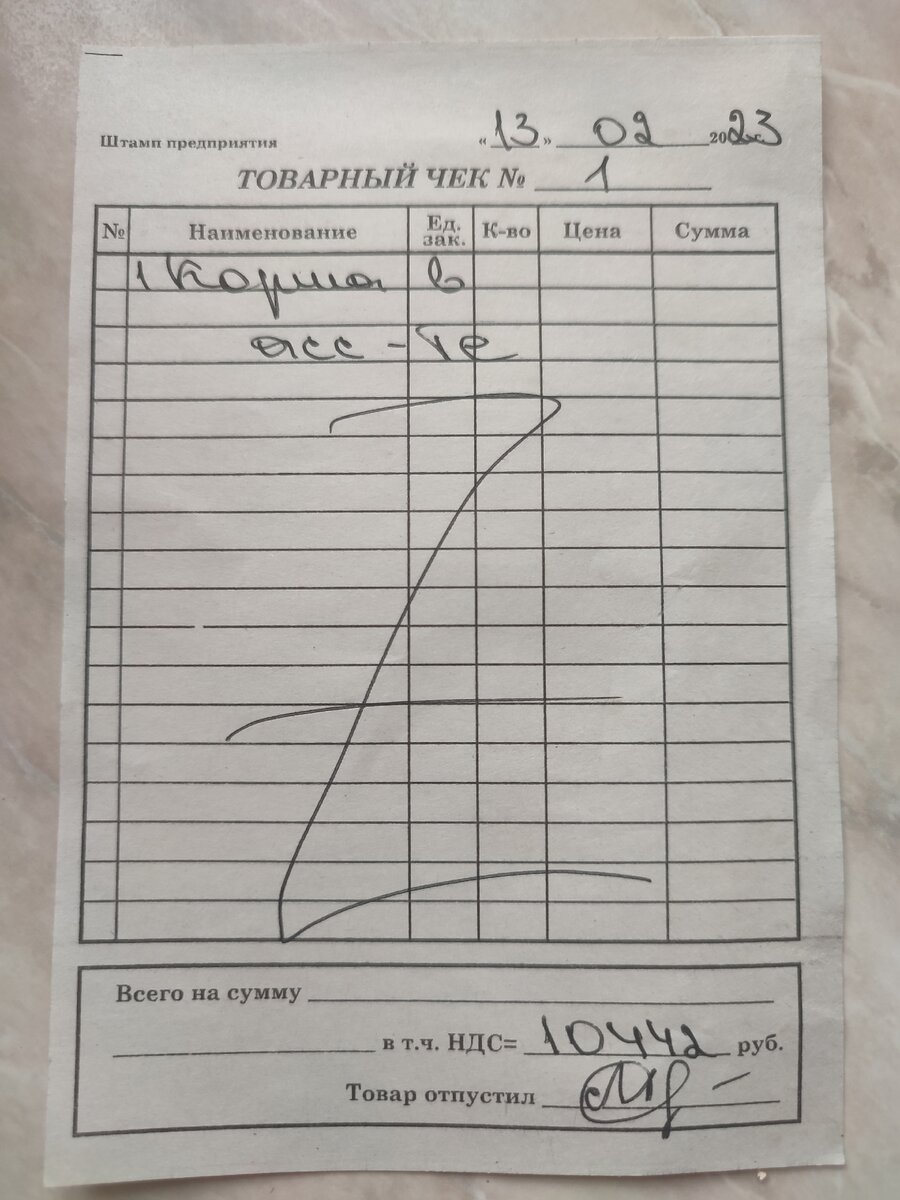 Штамп предприятия «13» 02 2023
ТОВАРНЫЙ ЧЕК № 1
№ Наименование Ед. зак. К-во Цена Сумма
1 Корма в
асс-те
Всего на сумму
в т.ч. НДС= 10442 руб.
Товар отпустил